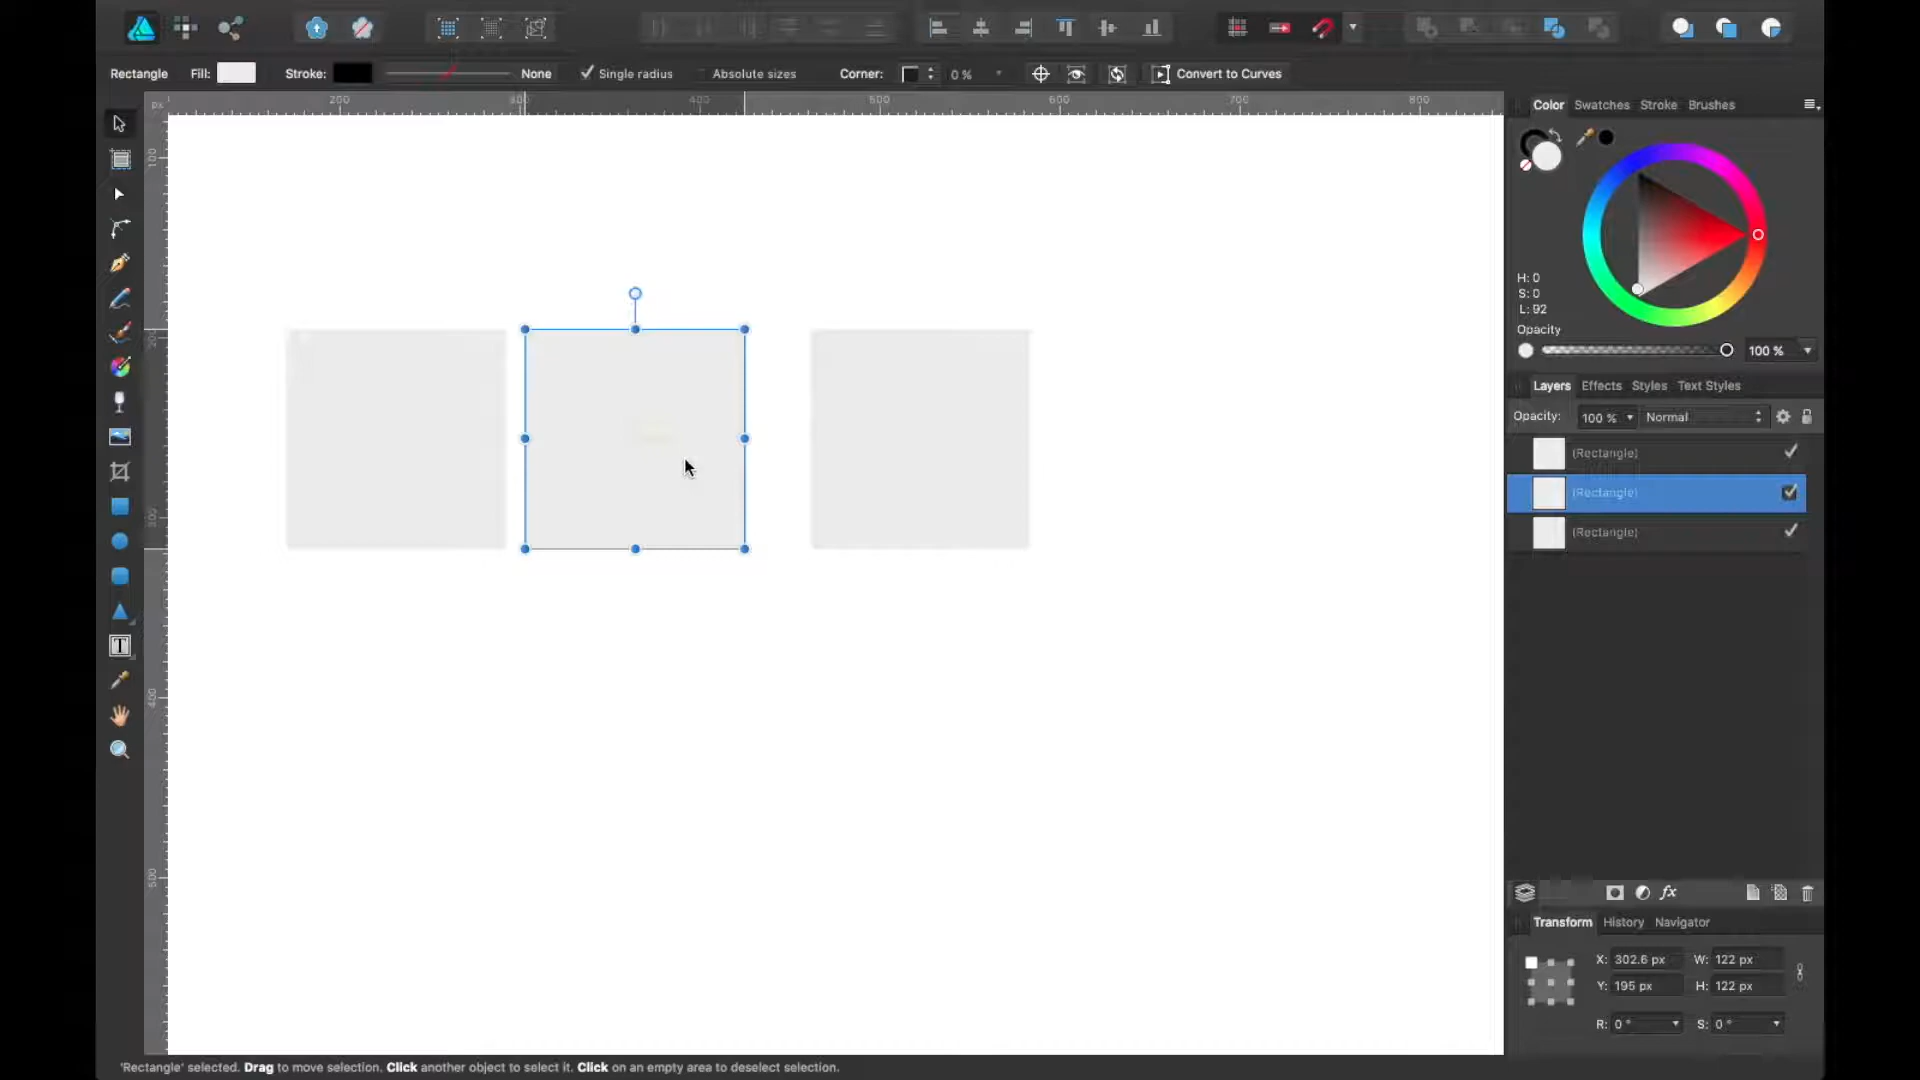 Rectangle Fill: Stroke: None Single radius Absolute sizes Corner: 0 % Convert to Curves
px 200 300 400 500 600 700 800
100
200
300
400
500
Color Swatches Stroke Brushes
H: 0
S: 0
L: 92
Opacity
100 %
Layers Effects Styles Text Styles
Opacity: 100 % Normal
(Rectangle)
(Rectangle)
(Rectangle)
fx
Transform History Navigator
X: 302.6 px W: 122 px
Y: 195 px H: 122 px
R: 0 ° S: 0 °
T
'Rectangle' selected. Drag to move selection. Click another object to select it. Click on an empty area to deselect selection.